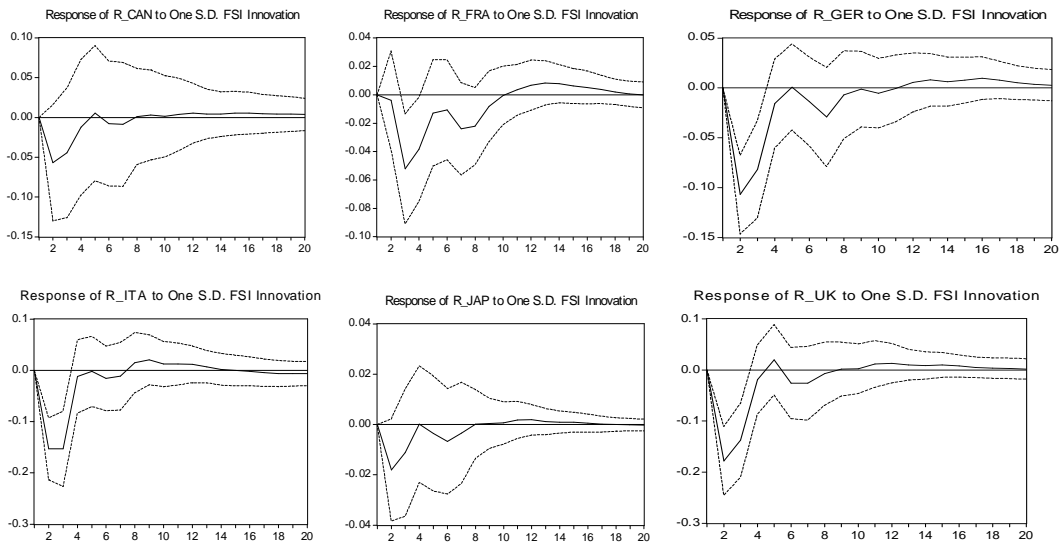 Response of R_CAN to One S.D. FSI Innovation
0.10
0.05
0.00
-0.05
-0.10
-0.15
2 4 6 8 10 12 14 16 18 20
Response of R_FRA to One S.D. FSI Innovation
0.04
0.02
0.00
-0.02
-0.04
-0.06
-0.08
-0.10
2 4 6 8 10 12 14 16 18 20
Response of R_GER to One S.D. FSI Innovation
0.05
0.00
-0.05
-0.10
-0.15
2 4 6 8 10 12 14 16 18 20
Response of R_ITA to One S.D. FSI Innovation
0.1
0.0
-0.1
-0.2
-0.3
2 4 6 8 10 12 14 16 18 20
Response of R_JAP to One S.D. FSI Innovation
0.04
0.02
0.00
-0.02
-0.04
2 4 6 8 10 12 14 16 18 20
Response of R_UK to One S.D. FSI Innovation
0.1
0.0
-0.1
-0.2
-0.3
2 4 6 8 10 12 14 16 18 20